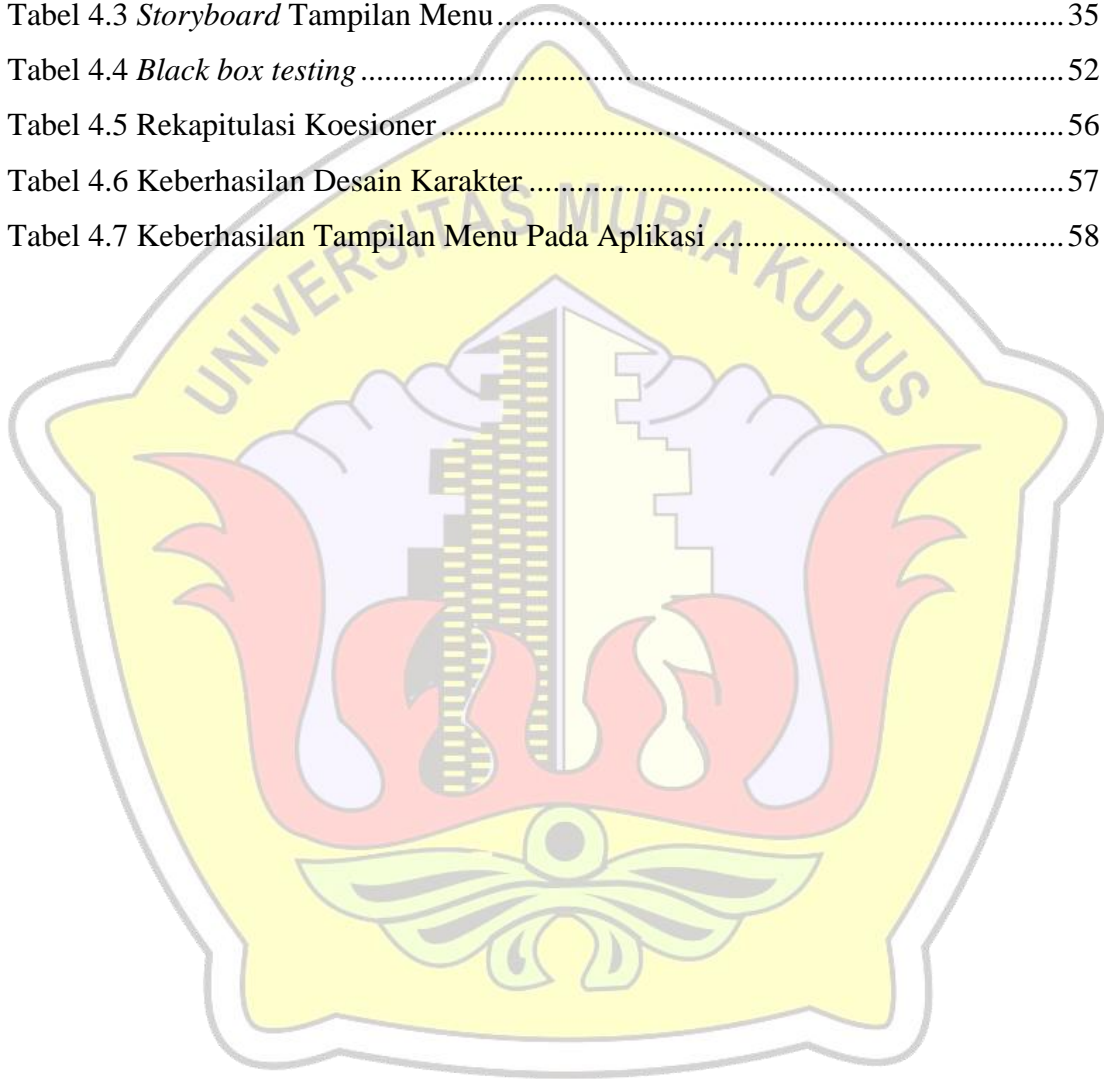 Tabel 4.3 Storyboard Tampilan Menu........................................................................35
Tabel 4.4 Black box testing........................................................................................52
Tabel 4.5 Rekapitulasi Koesioner..............................................................................56
Tabel 4.6 Keberhasilan Desain Karakter...................................................................57
Tabel 4.7 Keberhasilan Tampilan Menu Pada Aplikasi ............................................58
UNIVERSITAS MURIA KUDUS